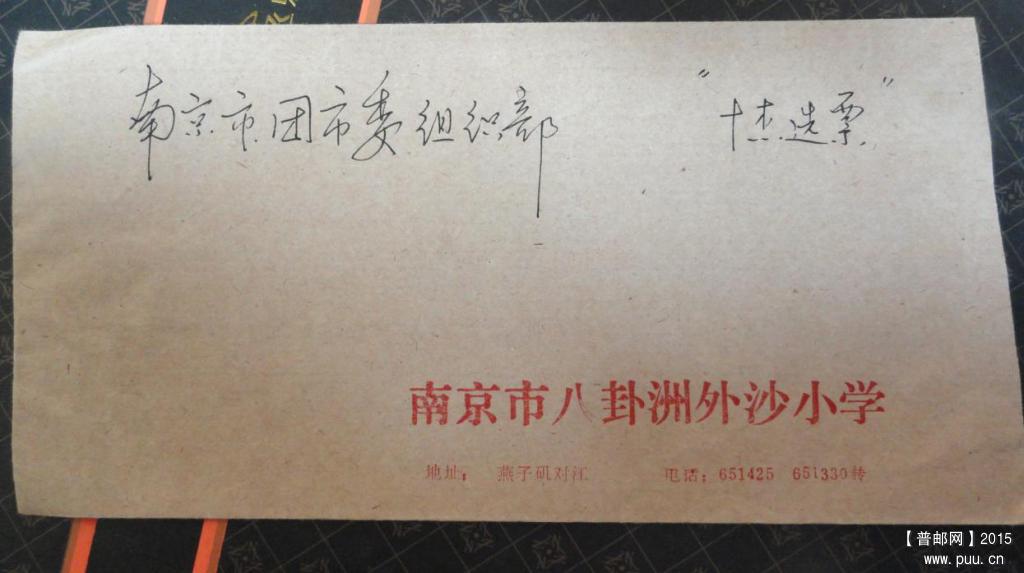 南京市团市委组织部 “十杰选票”
南京市八卦洲外沙小学
地址： 燕子矶对江 电话：651425 651330转
【普邮网】2015
www.puu.cn